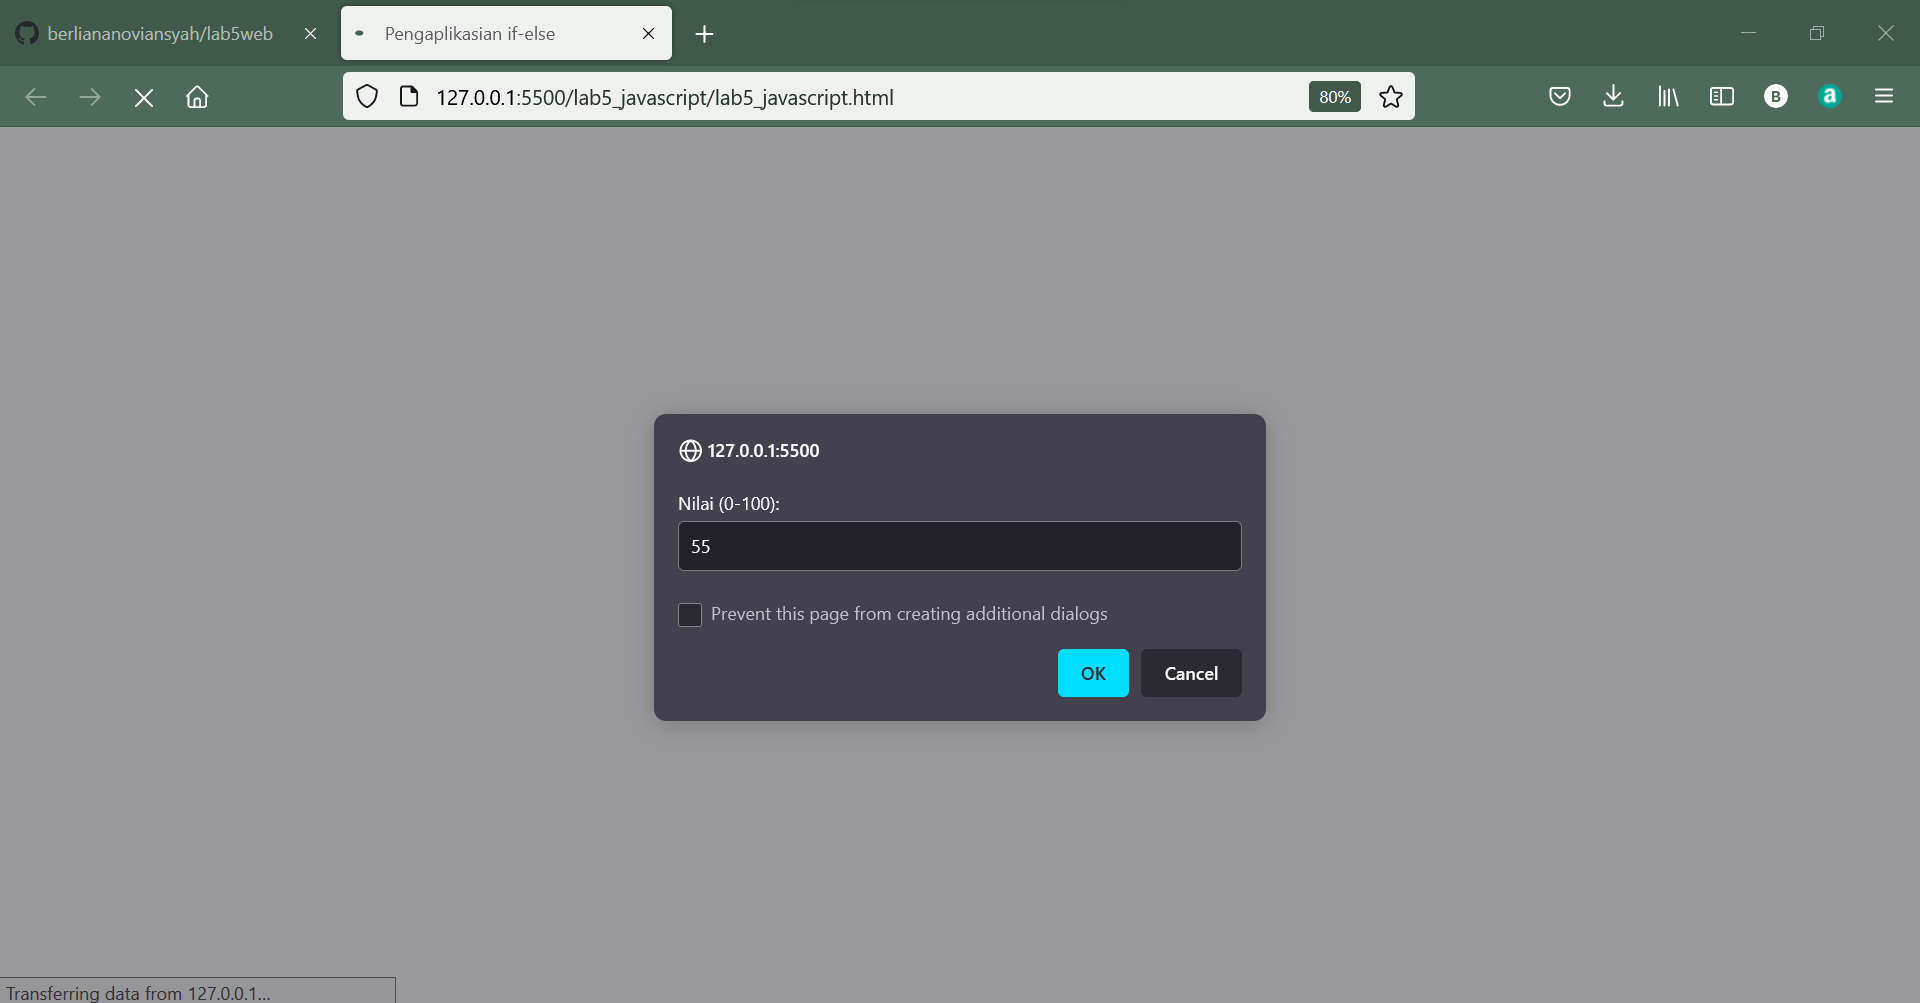 berliananoviansyah/lab5web
Pengaplikasian if-else
127.0.0.1:5500/lab5_javascript/lab5_javascript.html
80%
B
a
127.0.0.1:5500
Nilai (0-100):
55
Prevent this page from creating additional dialogs
OK
Cancel
Transferring data from 127.0.0.1...